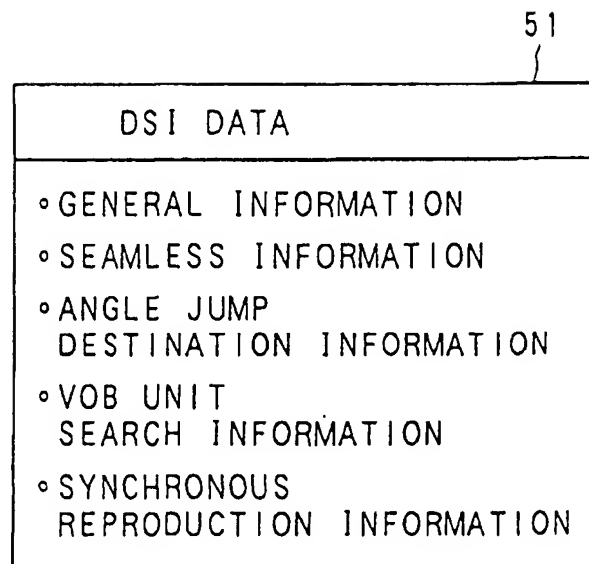 51
DSI DATA
∘GENERAL INFORMATION
∘SEAMLESS INFORMATION
∘ANGLE JUMP
DESTINATION INFORMATION
∘VOB UNIT
SEARCH INFORMATION
∘SYNCHRONOUS
REPRODUCTION INFORMATION